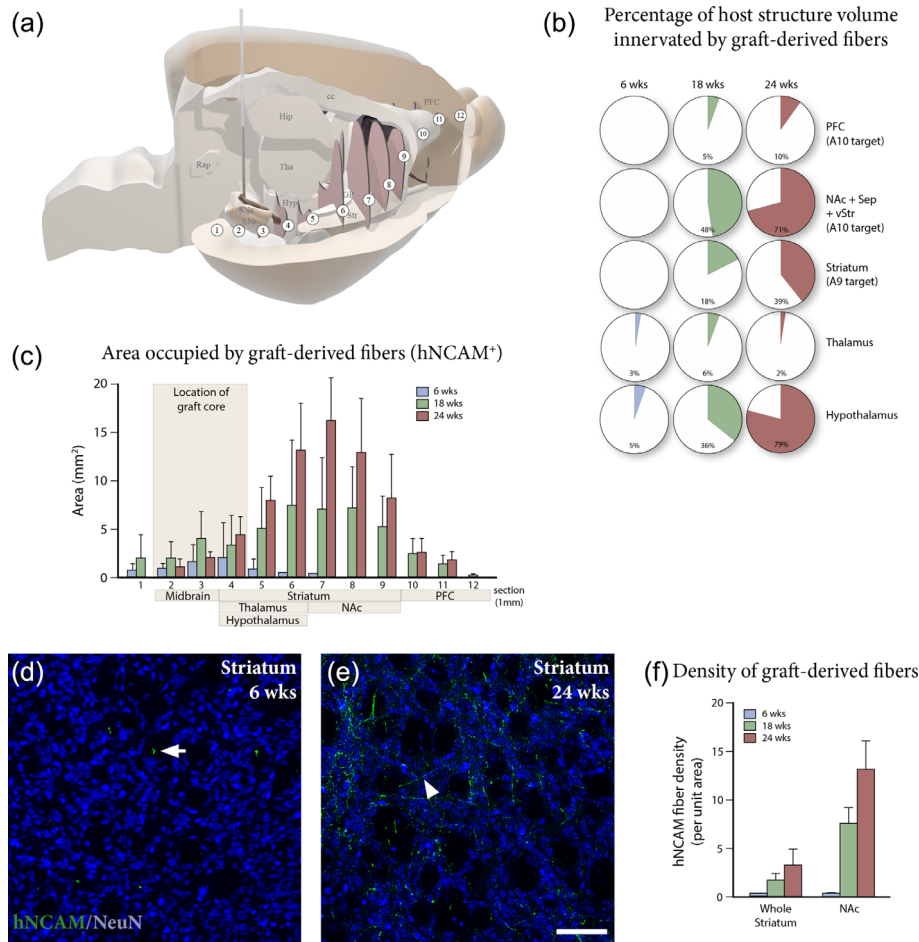 (a)
cc
PFC
Hip
Rap
Tha
SNc
SNr
Hyp
GP
Str
1
2
3
4
5
6
7
8
9
10
11
12
(b)
Percentage of host structure volume
innervated by graft-derived fibers
6 wks 18 wks 24 wks
5% 10%
PFC
(A10 target)
48% 71%
NAc + Sep
+ vStr
(A10 target)
18% 39%
Striatum
(A9 target)
3% 6% 2%
Thalamus
5% 36% 79%
Hypothalamus
(c)
Area occupied by graft-derived fibers (hNCAM⁺)
Location of
graft core
6 wks
18 wks
24 wks
Area (mm²)
20
15
10
5
0
1 2 3 4 5 6 7 8 9 10 11 12
section
(1mm)
Midbrain Striatum PFC
Thalamus NAc
Hypothalamus
(d)
Striatum
6 wks
hNCAM/NeuN
(e)
Striatum
24 wks
(f)
Density of graft-derived fibers
6 wks
18 wks
24 wks
hNCAM fiber density
(per unit area)
20
15
10
5
0
Whole
Striatum
NAc